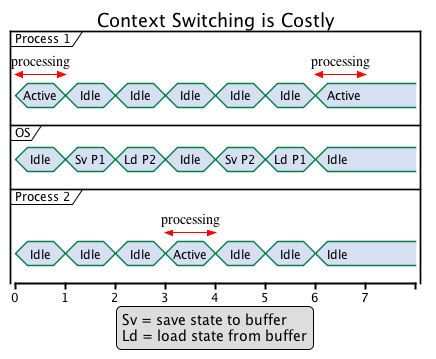 Context Switching is Costly
Process 1
processing processing
Active Idle Idle Idle Idle Idle Active
OS
Idle Sv P1 Ld P2 Idle Sv P2 Ld P1 Idle
Process 2
processing
Idle Idle Idle Active Idle Idle Idle
0 1 2 3 4 5 6 7
Sv = save state to buffer
Ld = load state from buffer